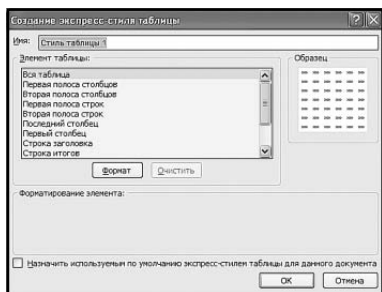 Создание экспресс-стиля таблицы
Имя: Стиль таблицы 1
Элемент таблицы:
Образец
Вся таблица
Первая полоса столбцов
Вторая полоса столбцов
Первая полоса строк
Вторая полоса строк
Последний столбец
Первый столбец
Строка заголовка
Строка итогов
Формат
Очистить
Форматирование элемента:
Назначить используемым по умолчанию экспресс-стилем таблицы для данного документа
ОК
Отмена